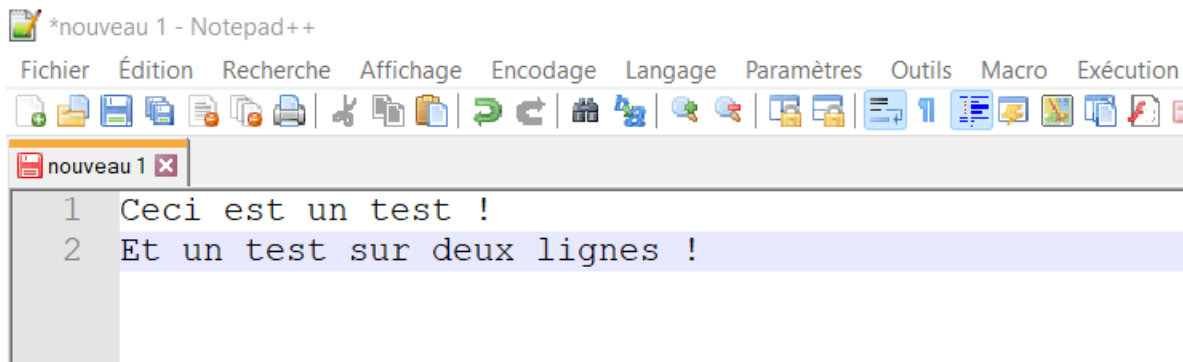 *nouveau 1 - Notepad++
Fichier Édition Recherche Affichage Encodage Langage Paramètres Outils Macro Exécution
nouveau 1
1 Ceci est un test !
2 Et un test sur deux lignes !